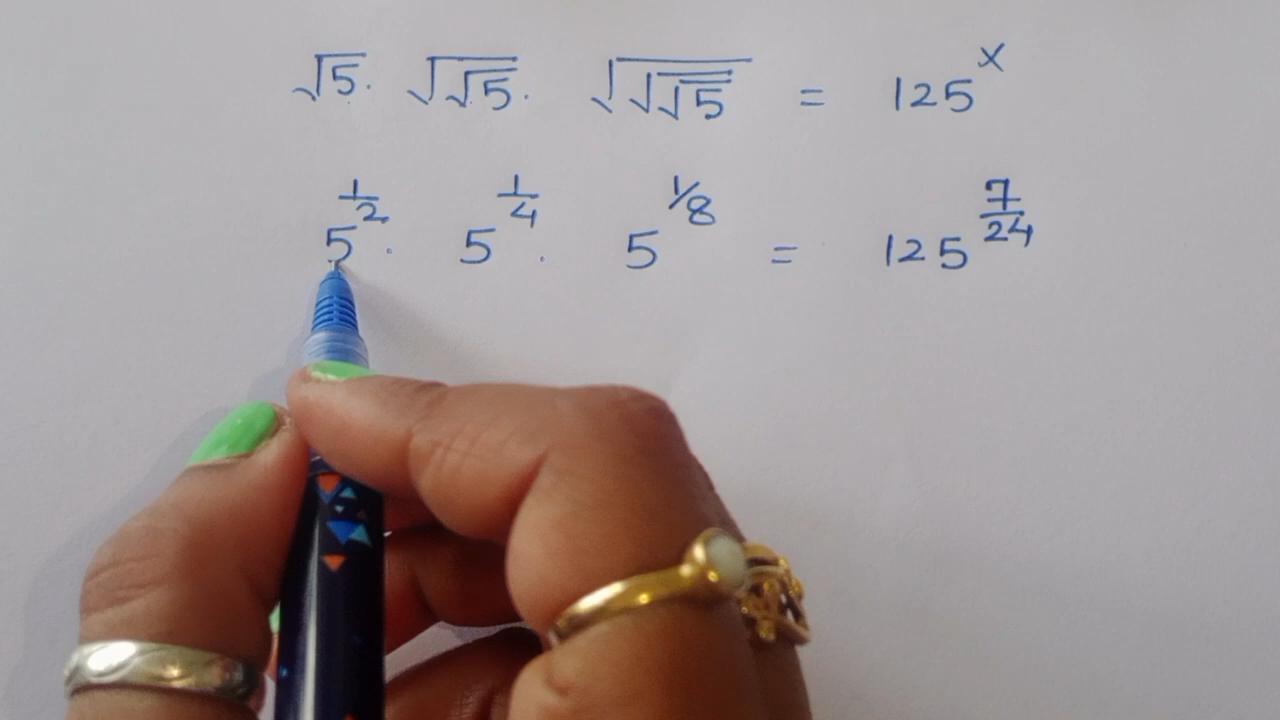 √5. √√5. √√√5 = 125^x
5^1/2. 5^1/4. 5^1/8 = 125^7/24